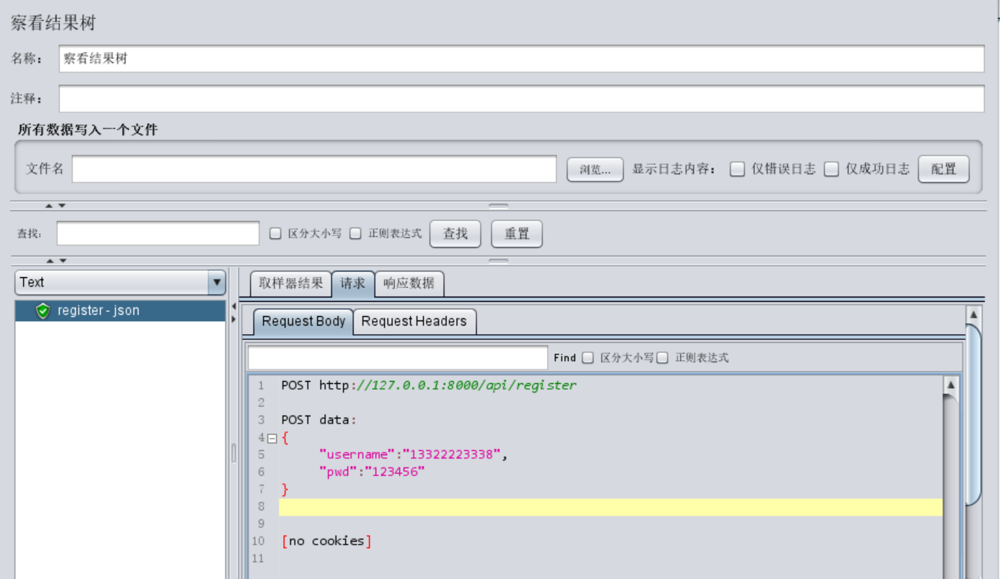 察看结果树
名称： 察看结果树
注释：
所有数据写入一个文件
文件名 浏览... 显示日志内容： 仅错误日志 仅成功日志 配置
查找: 区分大小写 正则表达式 查找 重置
Text 取样器结果 请求 响应数据
register - json
Request Body Request Headers
Find 区分大小写 正则表达式
1 POST http://127.0.0.1:8000/api/register
2
3 POST data:
4 {
5 "username":"13322223338",
6 "pwd":"123456"
7 }
8
9
10 [no cookies]
11